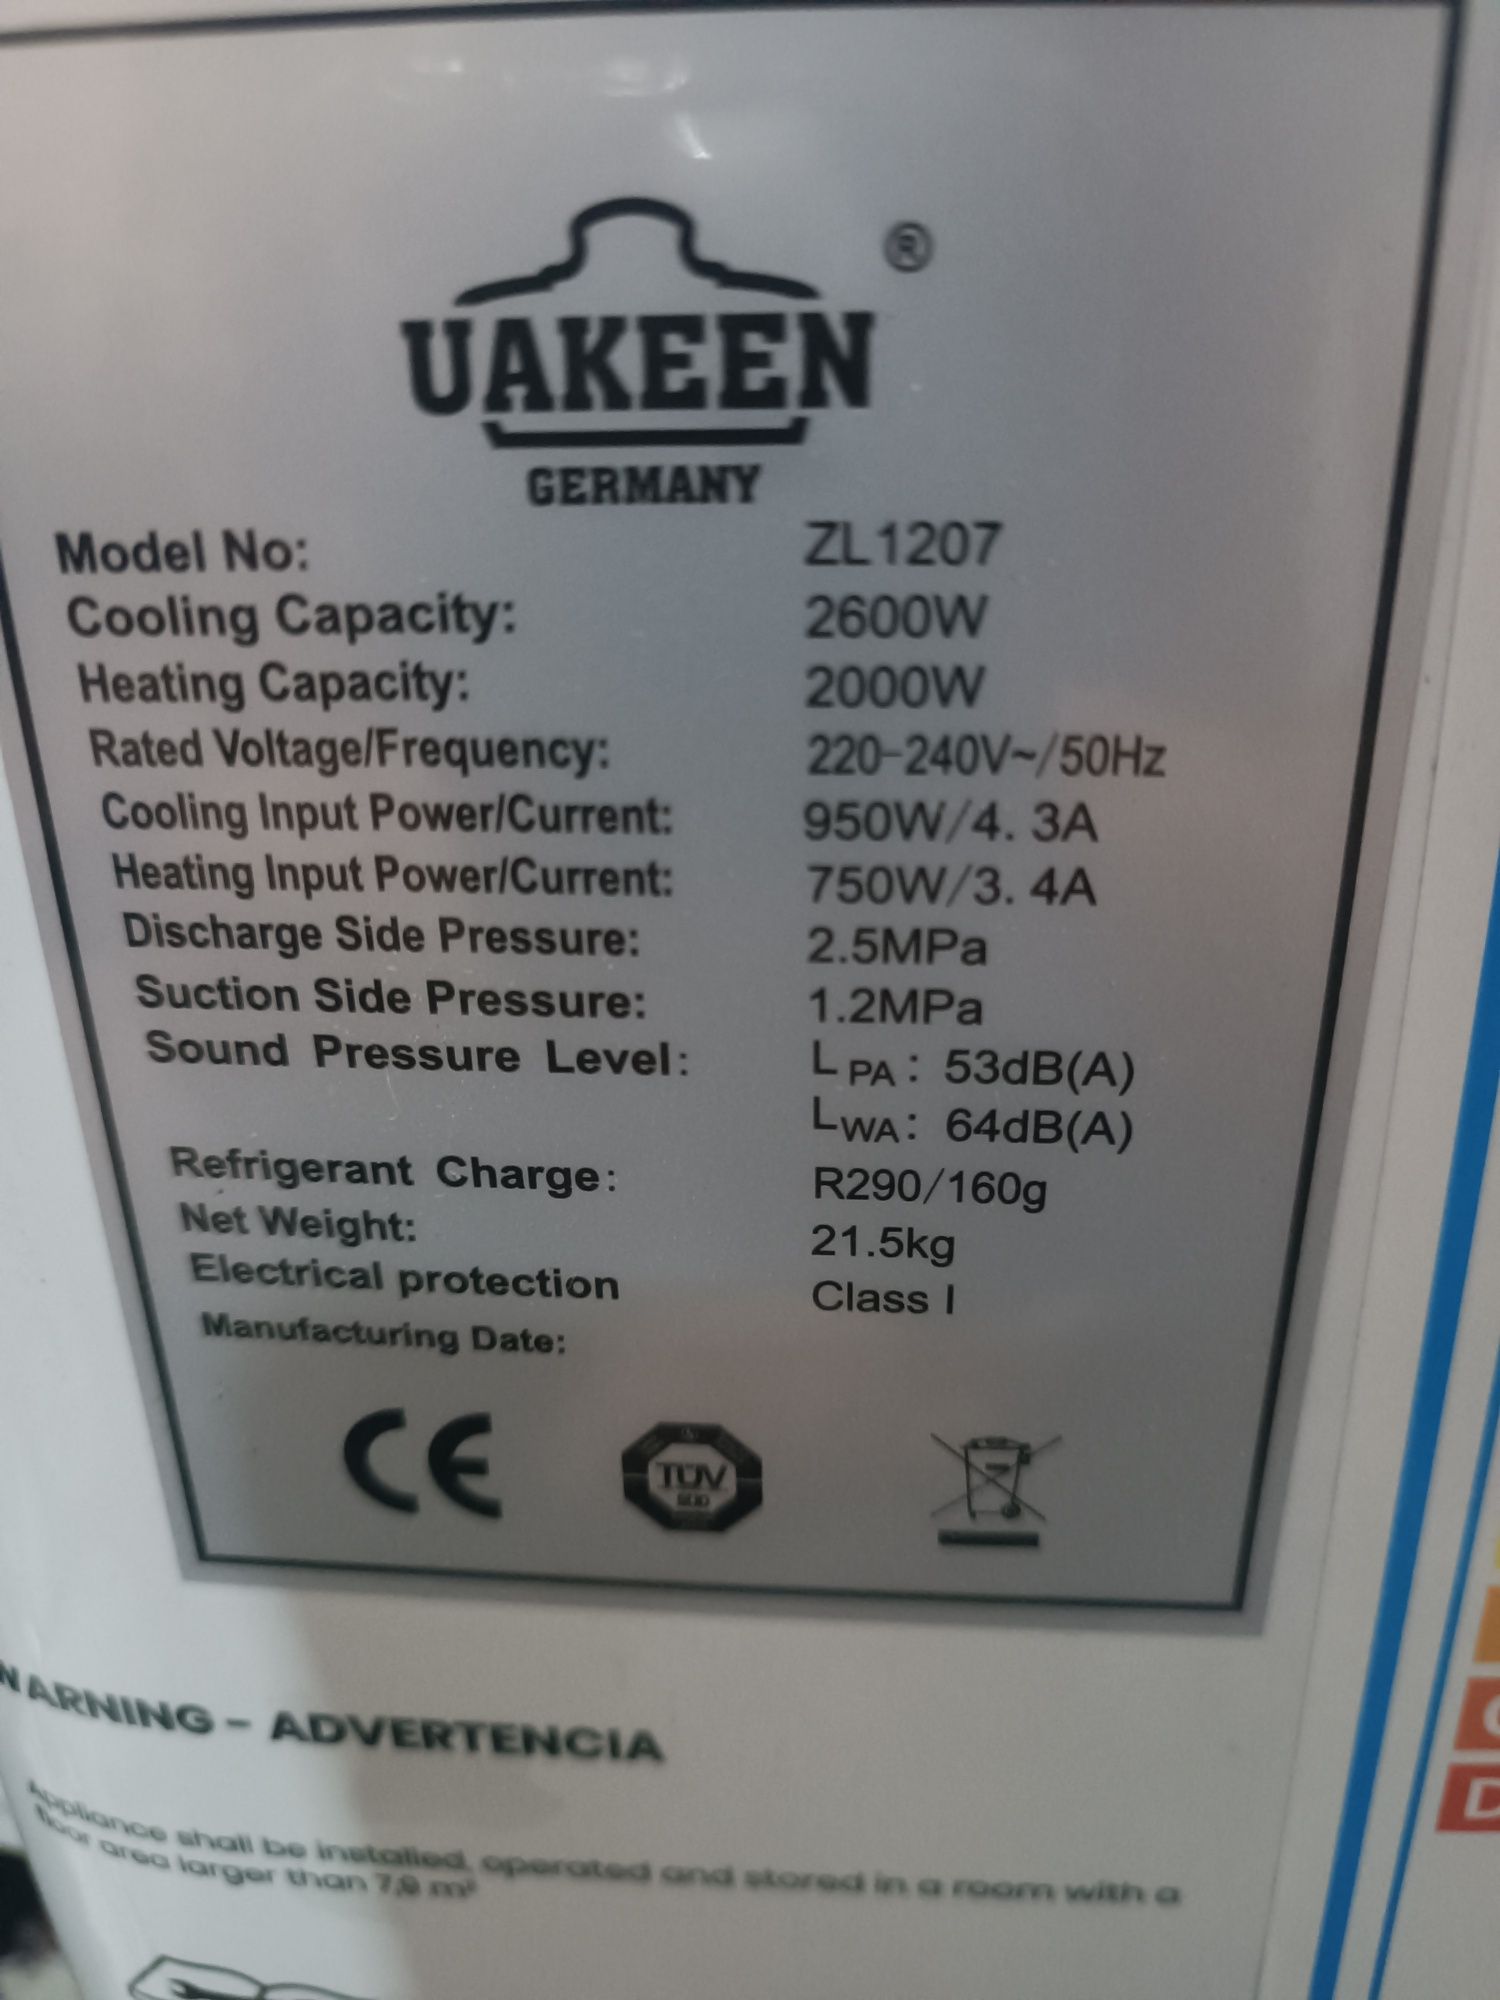 ®
UAKEEN
GERMANY
Model No: ZL1207
Cooling Capacity: 2600W
Heating Capacity: 2000W
Rated Voltage/Frequency: 220-240V~/50Hz
Cooling Input Power/Current: 950W/4. 3A
Heating Input Power/Current: 750W/3. 4A
Discharge Side Pressure: 2.5MPa
Suction Side Pressure: 1.2MPa
Sound Pressure Level: LPA: 53dB(A)
LWA: 64dB(A)
Refrigerant Charge: R290/160g
Net Weight: 21.5kg
Electrical protection Class I
Manufacturing Date:
CE TÜV SÜD
WARNING - ADVERTENCIA
Appliance shall be installed, operated and stored in a room with a
floor area larger than 7,9 m²
D